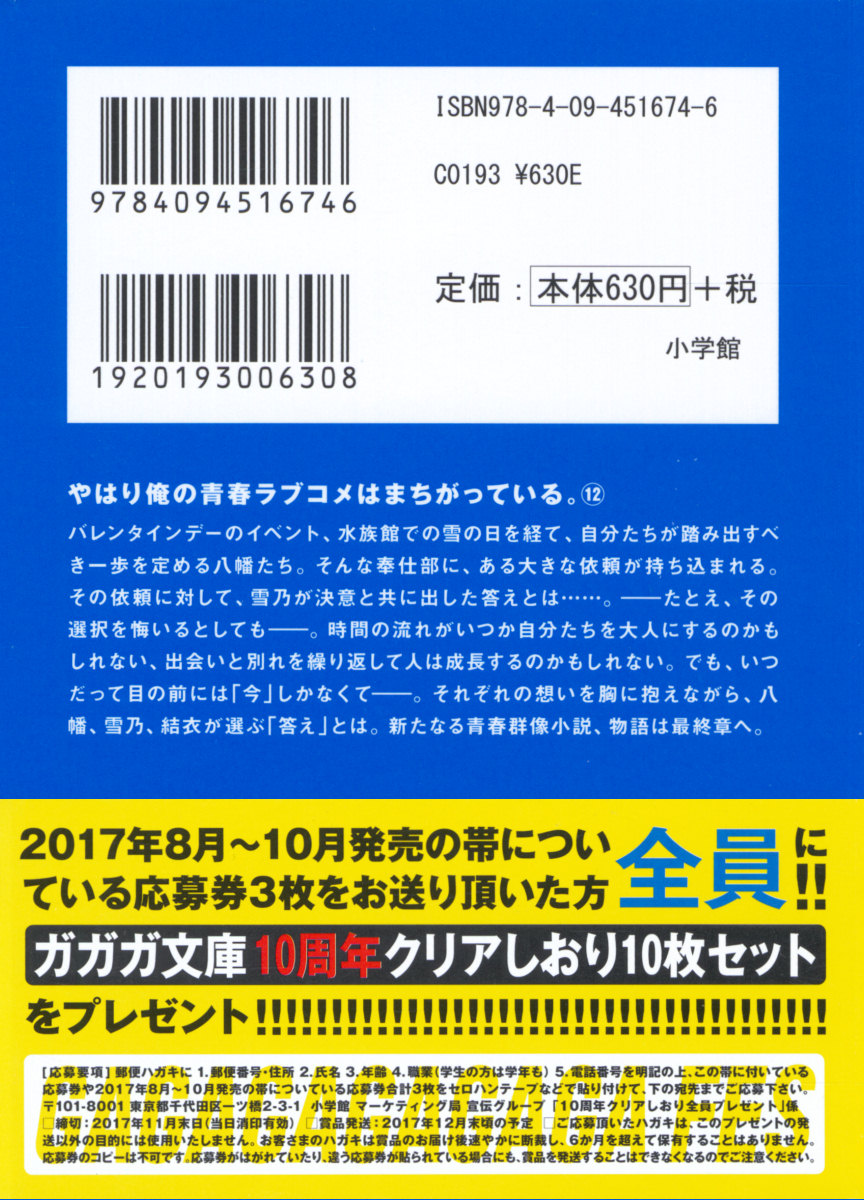 ISBN978-4-09-451674-6
9784094516746
C0193 ¥630E
定価：本体630円＋税
小学館
1920193006308
やはり俺の青春ラブコメはまちがっている。⑫
バレンタインデーのイベント、水族館での雪の日を経て、自分たちが踏み出すべ
き一歩を定める八幡たち。そんな奉仕部に、ある大きな依頼が持ち込まれる。
その依頼に対して、雪乃が決意と共に出した答えとは……。――たとえ、その
選択を悔いるとしても――。時間の流れがいつか自分たちを大人にするのかも
しれない、出会いと別れを繰り返して人は成長するのかもしれない。でも、いつ
だって目の前には「今」しかなくて――。それぞれの想いを胸に抱えながら、八
幡、雪乃、結衣が選ぶ「答え」とは。新たなる青春群像小説、物語は最終章へ。
2017年8月～10月発売の帯につい
ている応募券3枚をお送り頂いた方全員に!!
ガガガ文庫10周年クリアしおり10枚セット
をプレゼント!!!!!!!!!!!!!!!!!!!!!!!!!!!!!!!!!!!!!!
[応募要項] 郵便ハガキに 1.郵便番号・住所 2.氏名 3.年齢 4.職業(学生の方は学年も) 5.電話番号を明記の上、この帯に付いている
応募券や2017年8月～10月発売の帯についている応募券合計3枚をセロハンテープなどで貼り付けて、下の宛先までご応募下さい。
〒101-8001 東京都千代田区一ツ橋2-3-1 小学館 マーケティング局 宣伝グループ 「10周年クリアしおり全員プレゼント」係
□締切：2017年11月末日(当日消印有効) □賞品発送：2017年12月末頃の予定 □ご応募頂いたハガキは、このプレゼントの発
送以外の目的には使用いたしません。お客さまのハガキは賞品のお届け後速やかに断裁し、6か月を超えて保有することはありません。
応募券のコピーは不可です。応募券がはがれていたり、違う応募券が貼られている場合にも、賞品を発送することはできなくなるのでご注意ください。